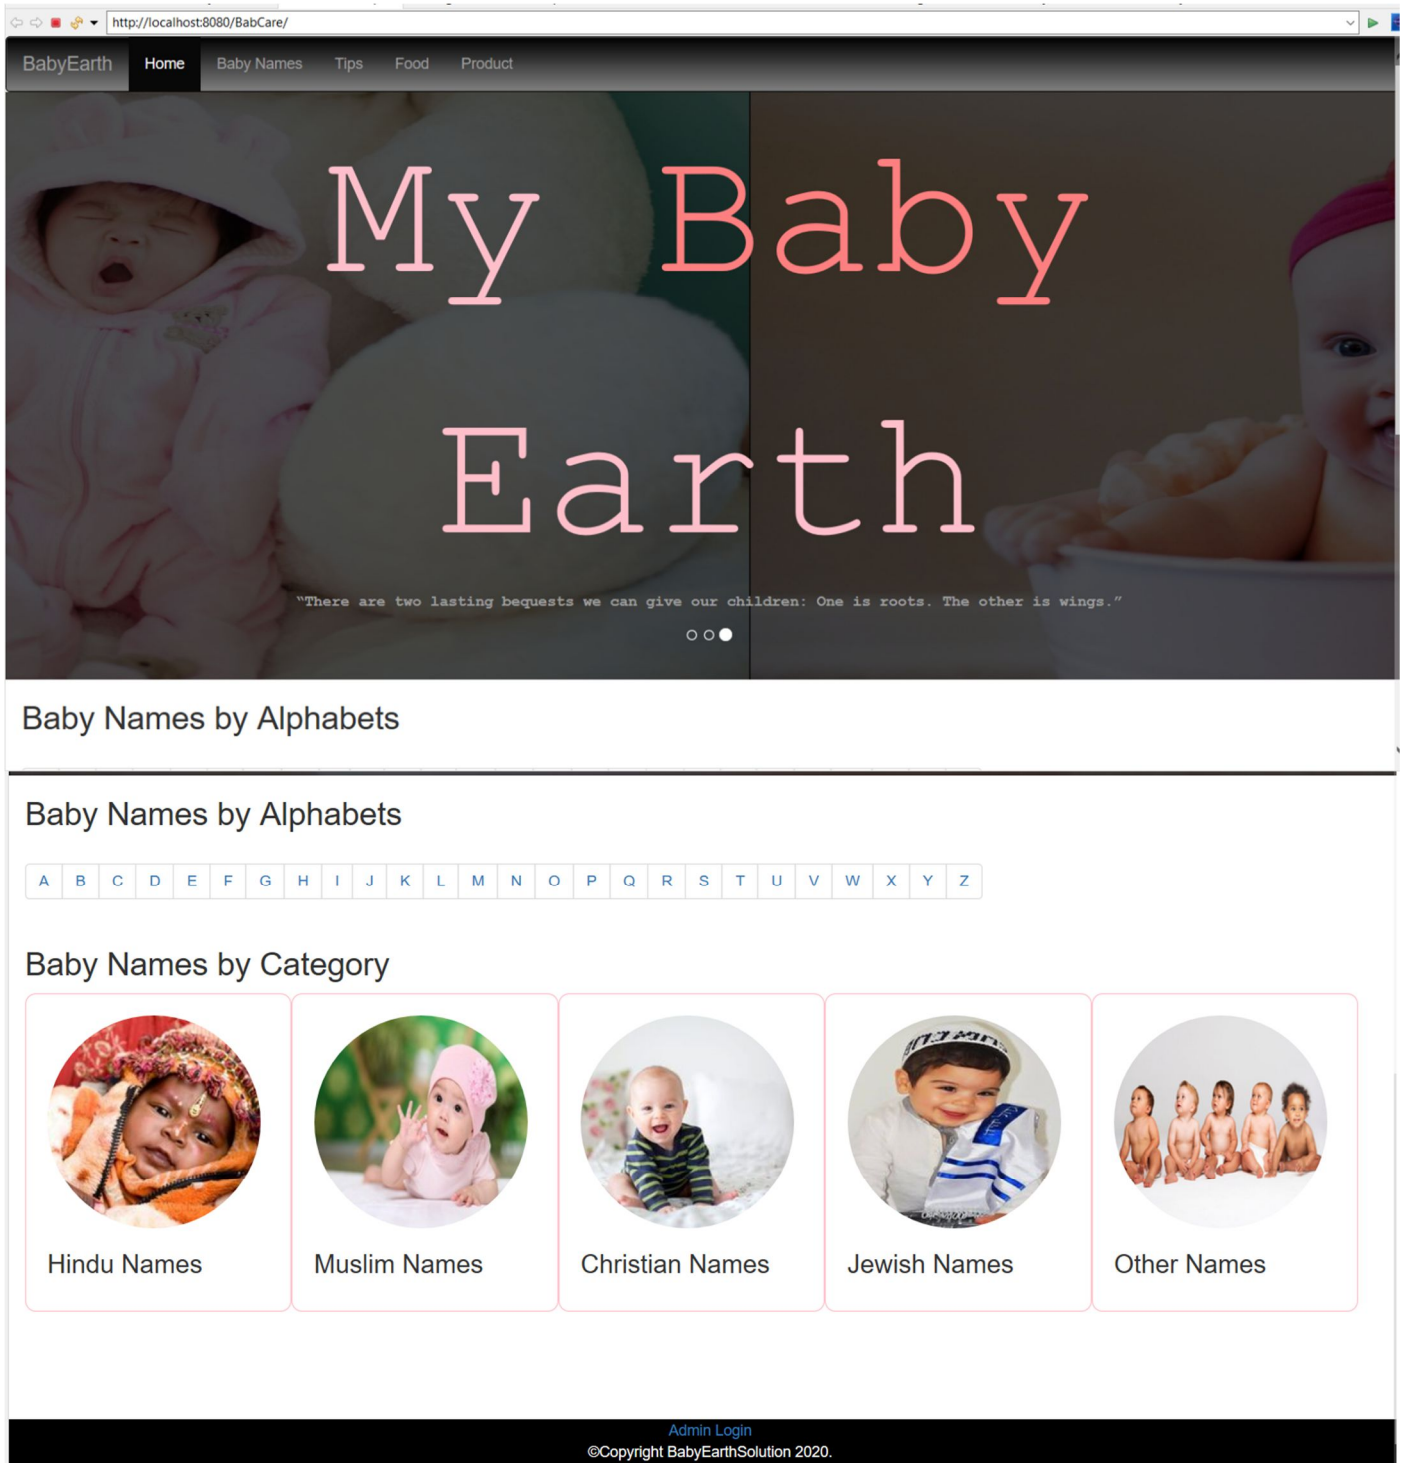 http://localhost:8080/BabCare/
BabyEarth Home Baby Names Tips Food Product
My Baby
Earth
“There are two lasting bequests we can give our children: One is roots. The other is wings.”
Baby Names by Alphabets
Baby Names by Alphabets
A B C D E F G H I J K L M N O P Q R S T U V W X Y Z
Baby Names by Category
Hindu Names Muslim Names Christian Names Jewish Names Other Names
Admin Login
©Copyright BabyEarthSolution 2020.